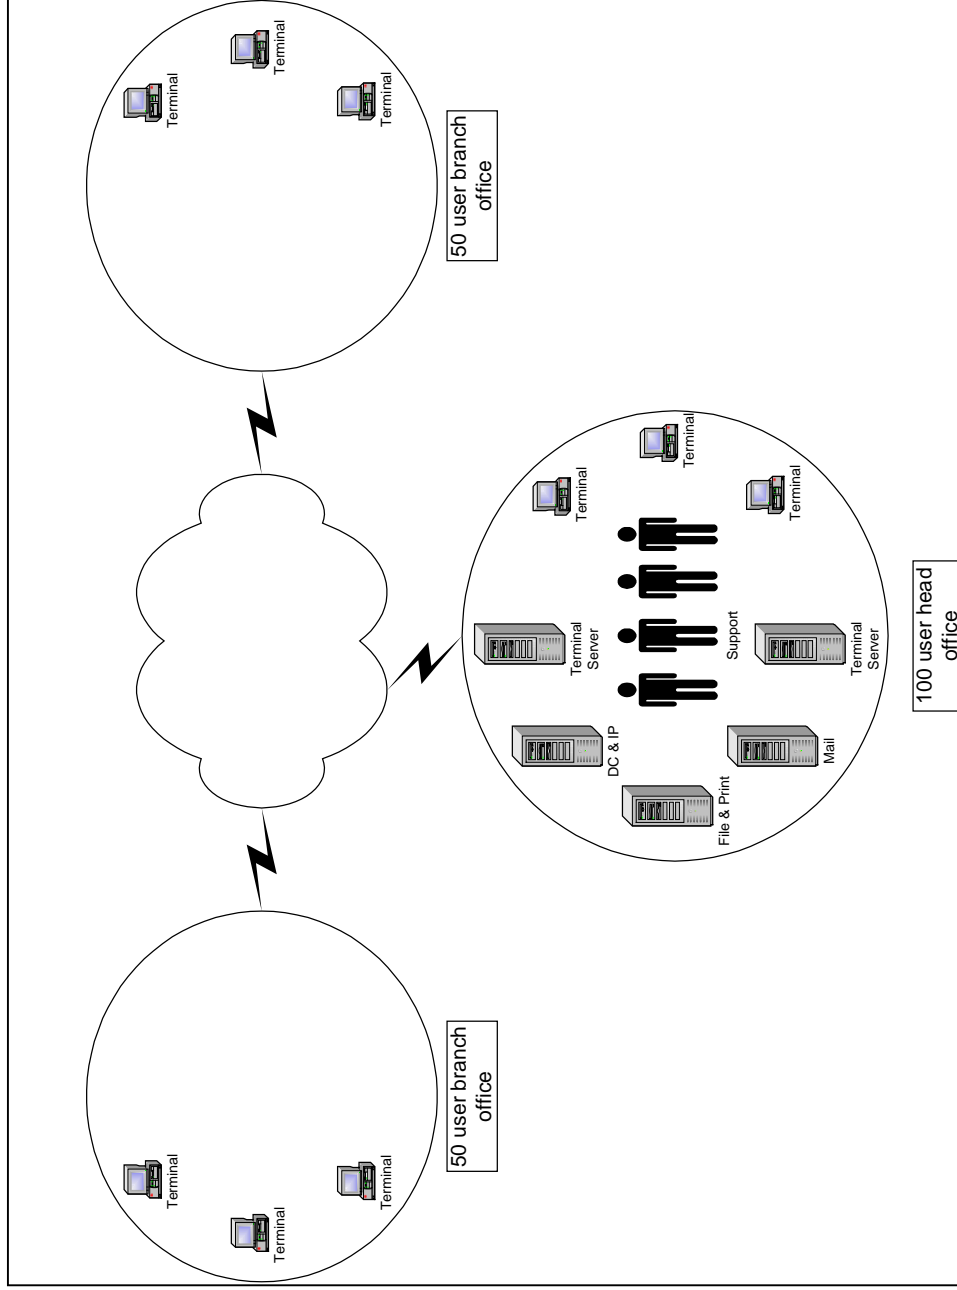 Terminal
Terminal
Terminal
50 user branch
office
Terminal
Terminal
Terminal
50 user branch
office
Terminal
Server
DC & IP
File & Print
Mail
Terminal
Server
Support
Terminal
Terminal
Terminal
100 user head
office